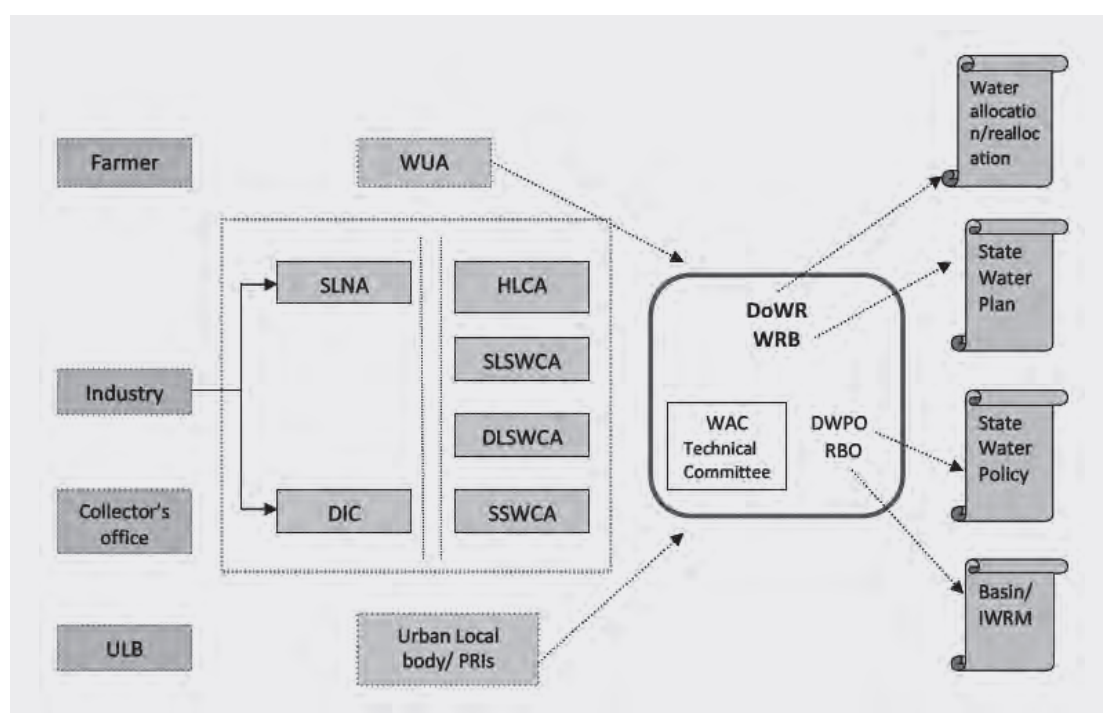 Farmer
Industry
Collector's
office
ULB
WUA
SLNA
DIC
HLCA
SLSWCA
DLSWCA
SSWCA
Urban Local
body/ PRIs
DoWR
WRB
WAC
Technical
Committee
DWPO
RBO
Water
allocatio
n/realloc
ation
State
Water
Plan
State
Water
Policy
Basin/
IWRM